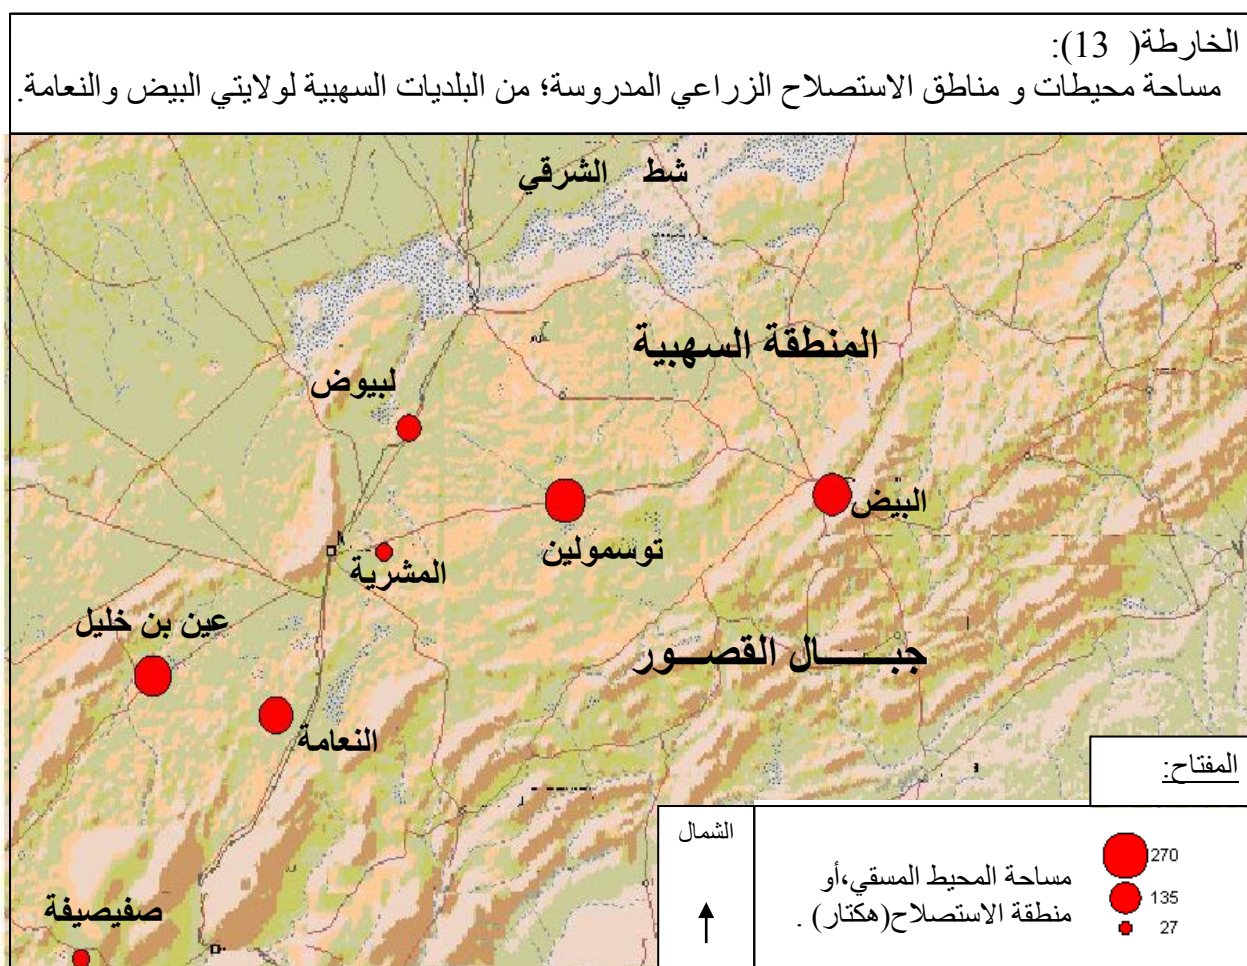 الخارطة( 13):
مساحة محيطات و مناطق الاستصلاح الزراعي المدروسة؛ من البلديات السهبية لولايتي البيض والنعامة.
شط الشرقي
المنطقة السهبية
لبيوض
البيض
توسمولين
المشرية
عين بن خليل
جبــــــال القصـــور
النعامة
صفيصيفة
المفتاح:
الشمال
مساحة المحيط المسقي،أو
منطقة الاستصلاح(هكتار) .
270
135
27